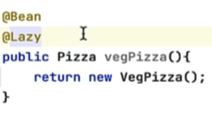 @Bean
@Lazy
public Pizza vegPizza(){
    return new VegPizza();
}